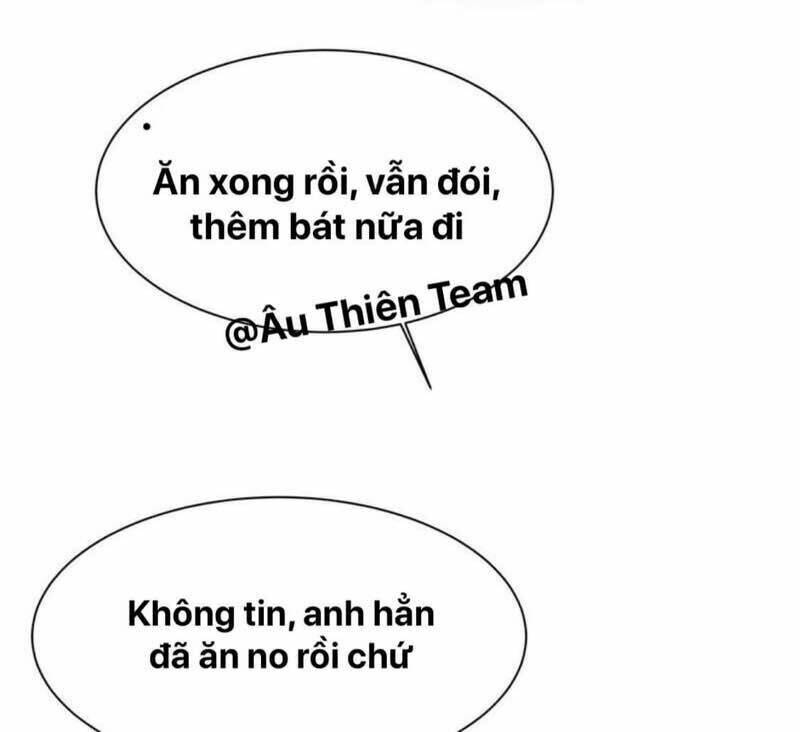 Ăn xong rồi, vẫn đói,
thêm bát nữa đi
@Âu Thiên Team
Không tin, anh hẳn
đã ăn no rồi chứ